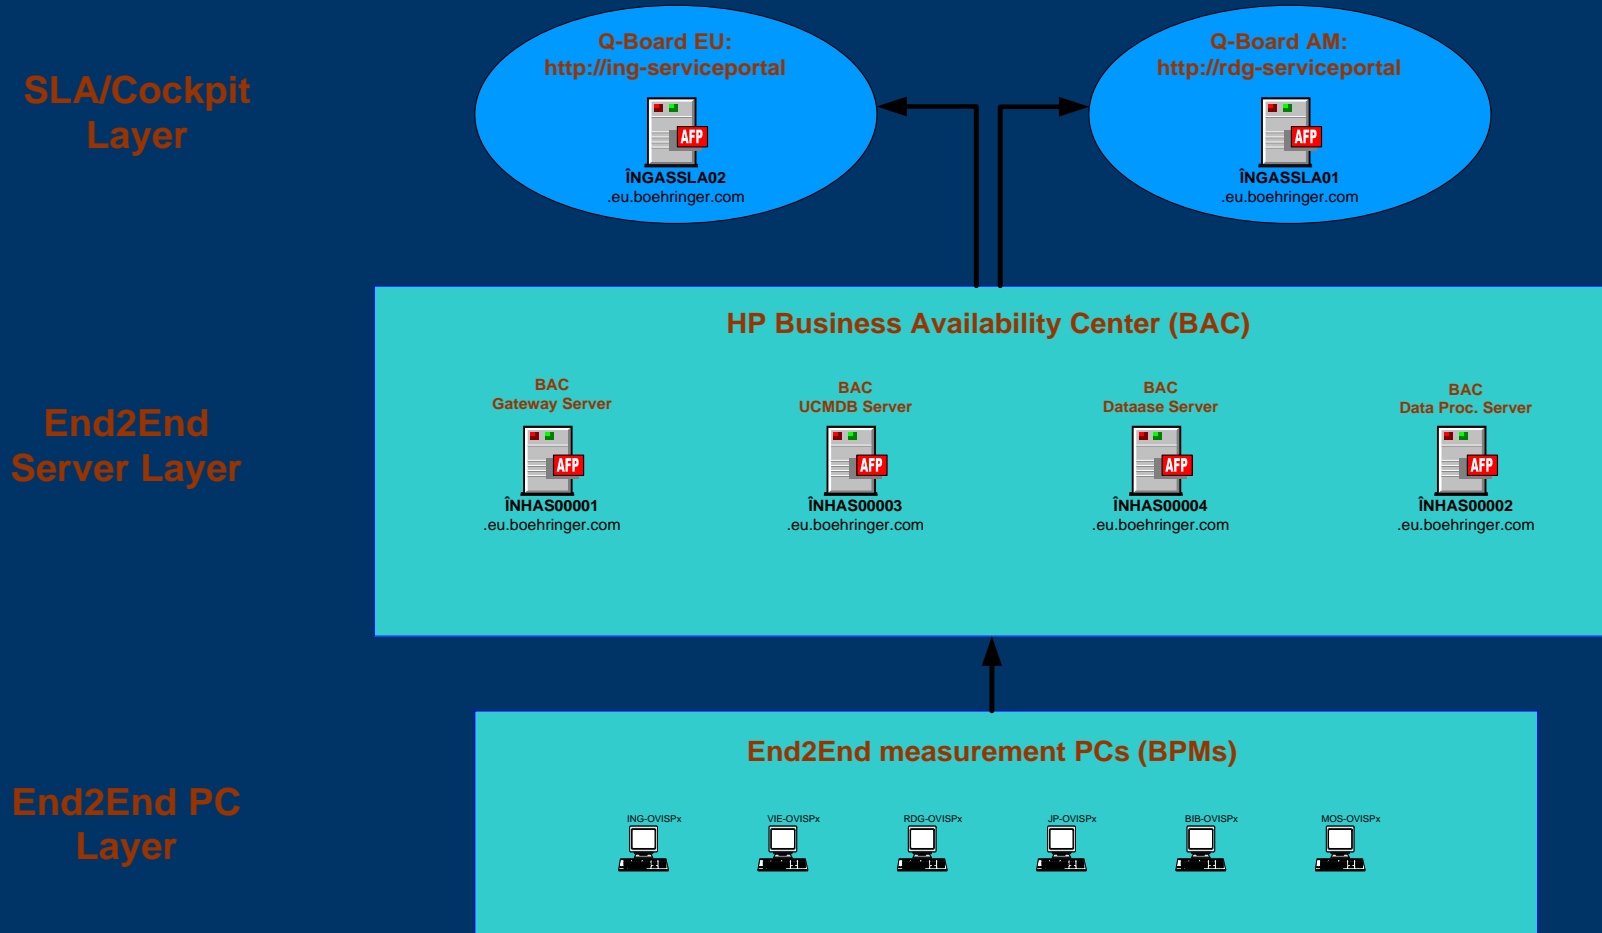 SLA/Cockpit
Layer
Q-Board EU:
http://ing-serviceportal
AFP
ÎNGASSLA02
.eu.boehringer.com
Q-Board AM:
http://rdg-serviceportal
AFP
ÎNGASSLA01
.eu.boehringer.com
End2End
Server Layer
HP Business Availability Center (BAC)
BAC
Gateway Server
AFP
ÎNHAS00001
.eu.boehringer.com
BAC
UCMDB Server
AFP
ÎNHAS00003
.eu.boehringer.com
BAC
Dataase Server
AFP
ÎNHAS00004
.eu.boehringer.com
BAC
Data Proc. Server
AFP
ÎNHAS00002
.eu.boehringer.com
End2End PC
Layer
End2End measurement PCs (BPMs)
ING-OVISPx
VIE-OVISPx
RDG-OVISPx
JP-OVISPx
BIB-OVISPx
MOS-OVISPx